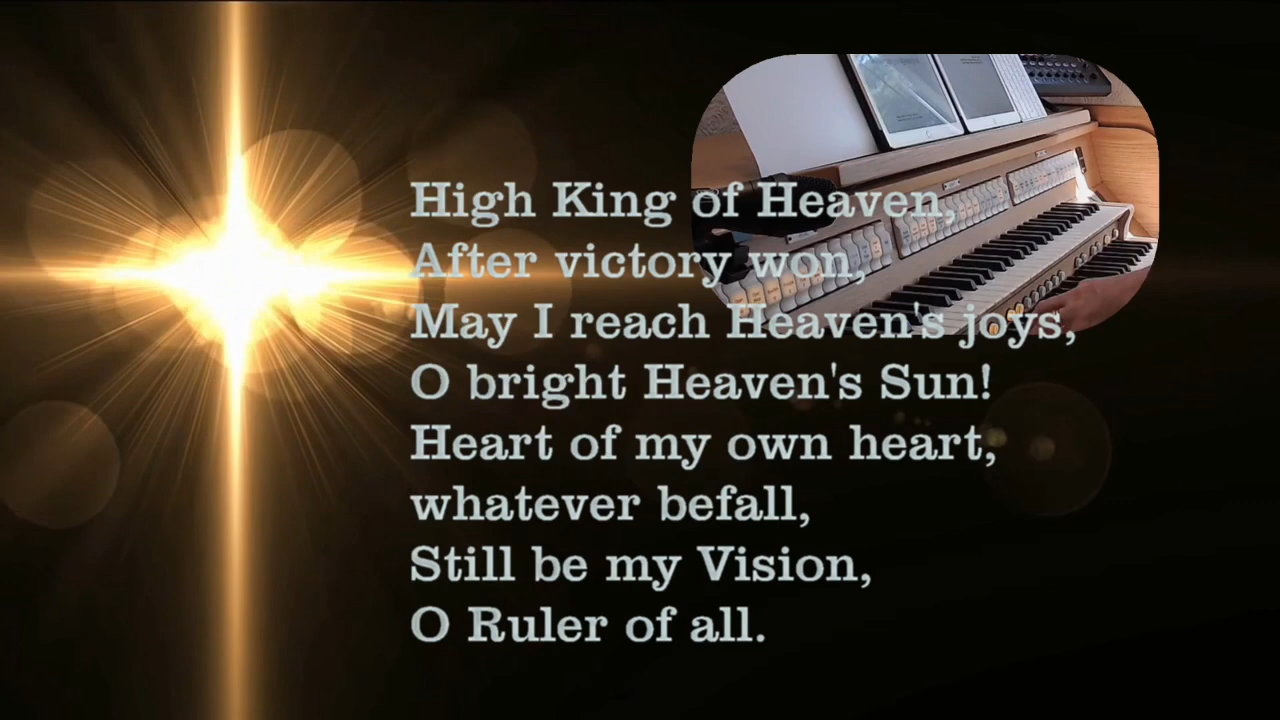 High King of Heaven,
After victory won,
May I reach Heaven's joys,
O bright Heaven's Sun!
Heart of my own heart,
whatever befall,
Still be my Vision,
O Ruler of all.